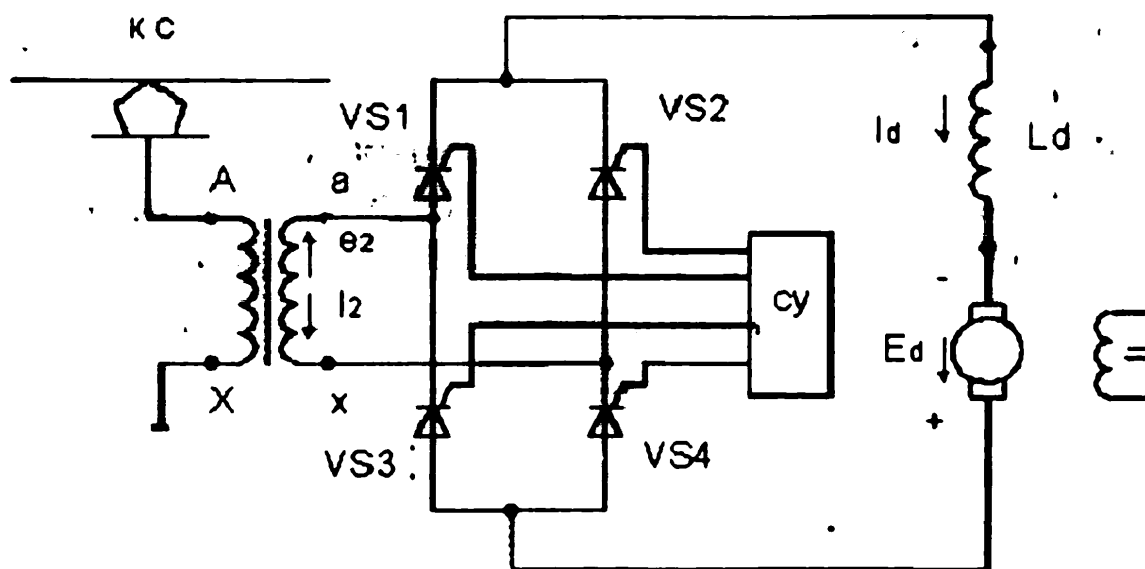 КС
VS1
VS2
Id
Ld
A
a
e2
I2
СУ
-
Ed
=
X
x
+
VS3
VS4